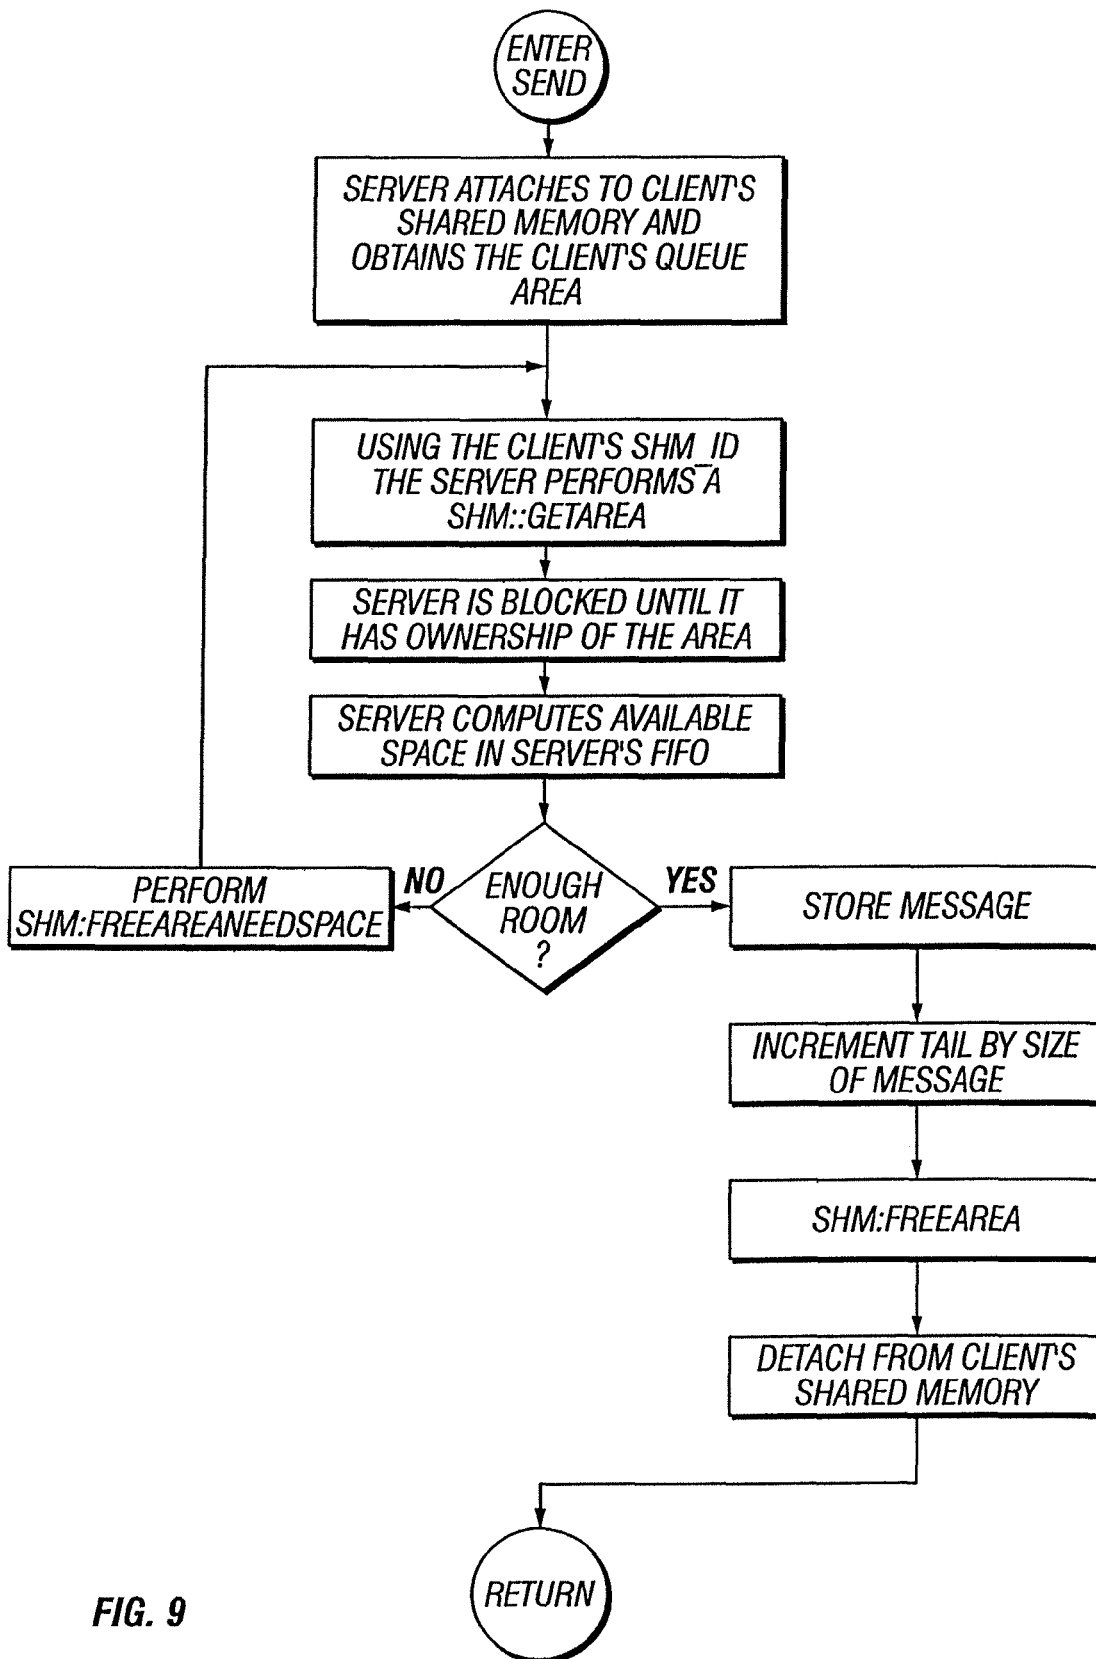 ENTER
SEND
SERVER ATTACHES TO CLIENT'S
SHARED MEMORY AND
OBTAINS THE CLIENT'S QUEUE
AREA
USING THE CLIENT'S SHM_ID
THE SERVER PERFORMS A
SHM::GETAREA
SERVER IS BLOCKED UNTIL IT
HAS OWNERSHIP OF THE AREA
SERVER COMPUTES AVAILABLE
SPACE IN SERVER'S FIFO
ENOUGH
ROOM
?
NO
PERFORM
SHM:FREEAREANEEDSPACE
YES
STORE MESSAGE
INCREMENT TAIL BY SIZE
OF MESSAGE
SHM:FREEAREA
DETACH FROM CLIENT'S
SHARED MEMORY
RETURN
FIG. 9